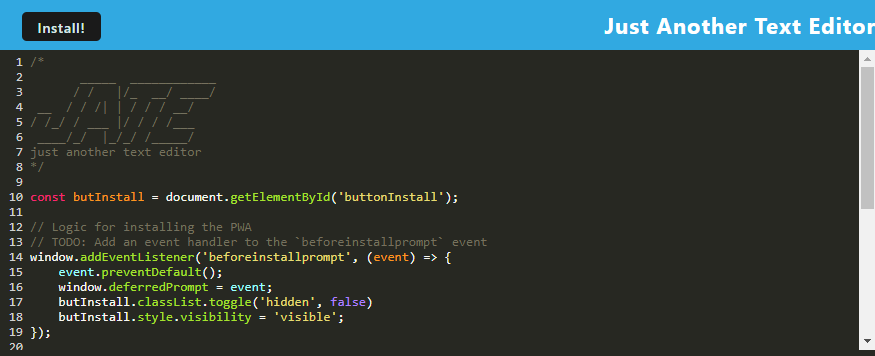 Install!
Just Another Text Editor
1 /*
2        _____  ____________
3       / /   |/_  __/ ____/
4  __  / / /| | / / / __/
5 / /_/ / ___ |/ / / /___
6  ____/_/  |_/_/ /_____/
7 just another text editor
8 */
9
10 const butInstall = document.getElementById('buttonInstall');
11
12 // Logic for installing the PWA
13 // TODO: Add an event handler to the `beforeinstallprompt` event
14 window.addEventListener('beforeinstallprompt', (event) => {
15     event.preventDefault();
16     window.deferredPrompt = event;
17     butInstall.classList.toggle('hidden', false)
18     butInstall.style.visibility = 'visible';
19 });
20